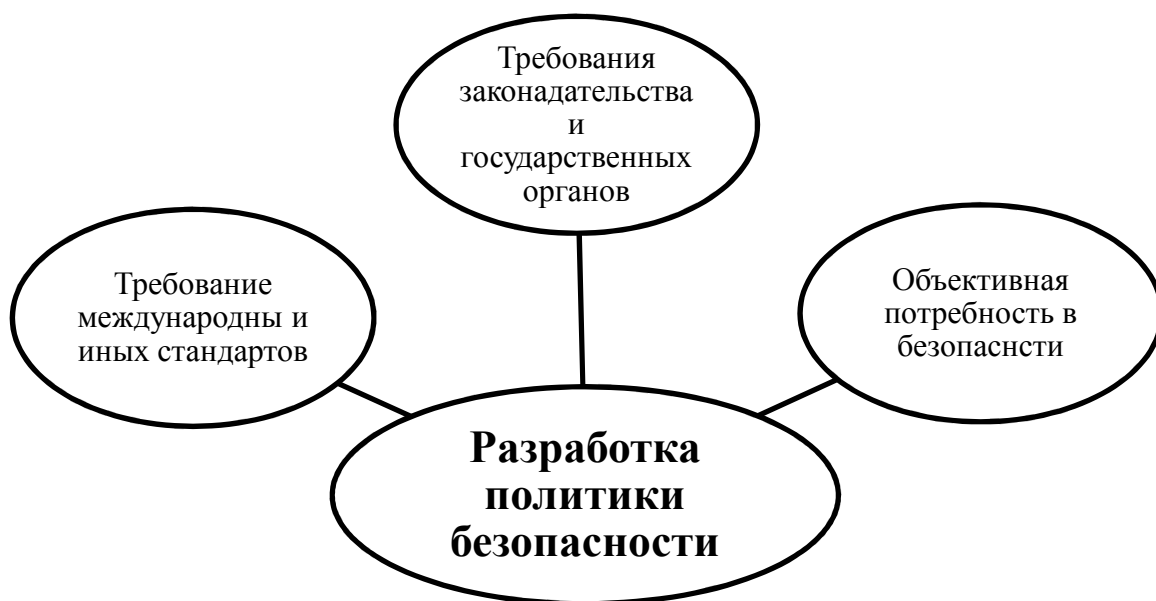 Требования
законадательства
и
государственных
органов
Требование
международны и
иных стандартов
Объективная
потребность в
безопаснсти
Разработка
политики
безопасности